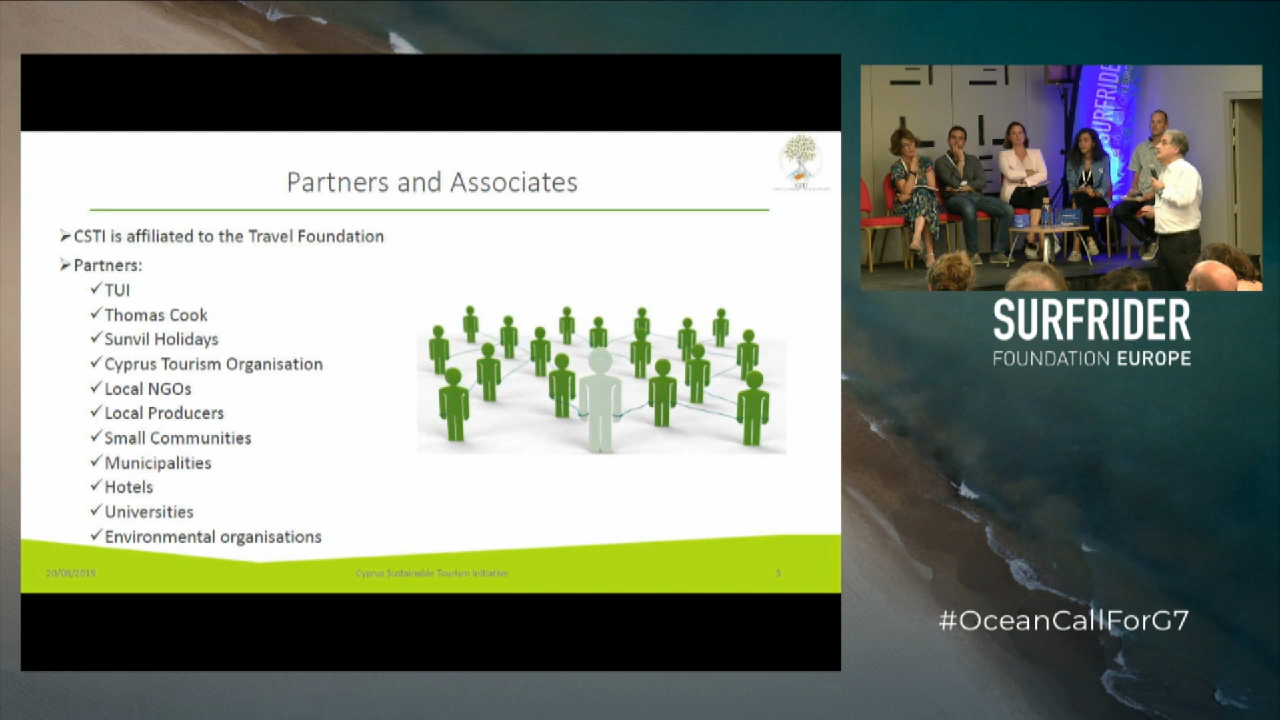 Partners and Associates
CSTI is affiliated to the Travel Foundation
Partners:
TUI
Thomas Cook
Sunvil Holidays
Cyprus Tourism Organisation
Local NGOs
Local Producers
Small Communities
Municipalities
Hotels
Universities
Environmental organisations
20/08/2019
Cyprus Sustainable Tourism Initiative
SURFRIDER
SURFRIDER
FOUNDATION EUROPE
#OceanCallForG7